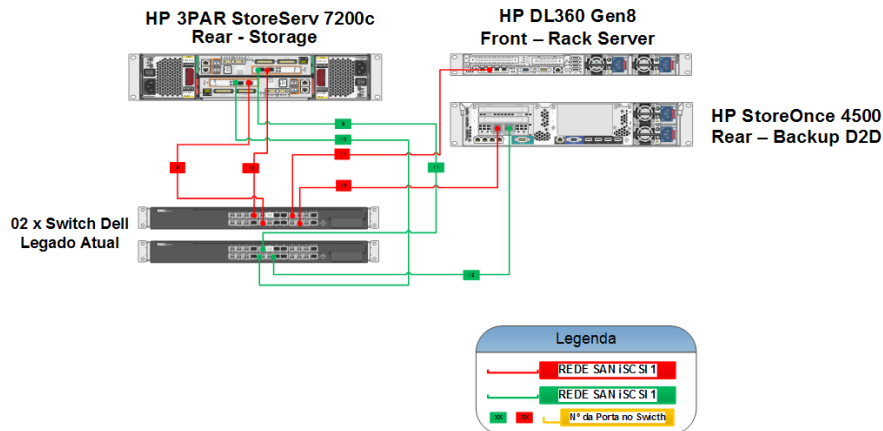 HP 3PAR StoreServ 7200c
Rear - Storage
HP DL360 Gen8
Front – Rack Server
HP StoreOnce 4500
Rear – Backup D2D
02 x Switch Dell
Legado Atual
Legenda
REDE SAN iSCSI 1
REDE SAN iSCSI 1
XX XX Nº da Porta no Swicth